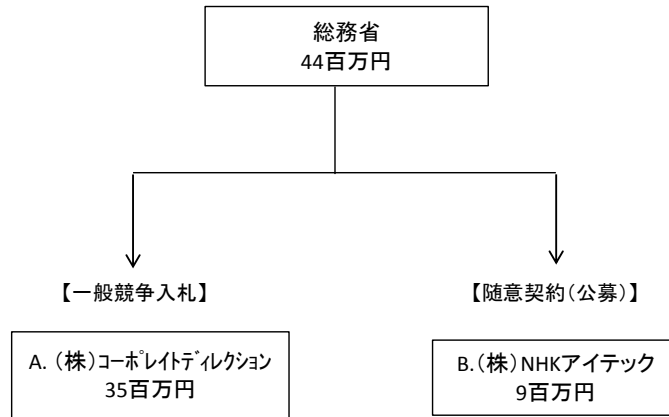 総務省
44百万円
【一般競争入札】
【随意契約(公募)】
A. (株)ｺｰﾎﾟﾚｲﾄﾃﾞｨﾚｸｼｮﾝ
35百万円
B.(株)NHKアイテック
9百万円